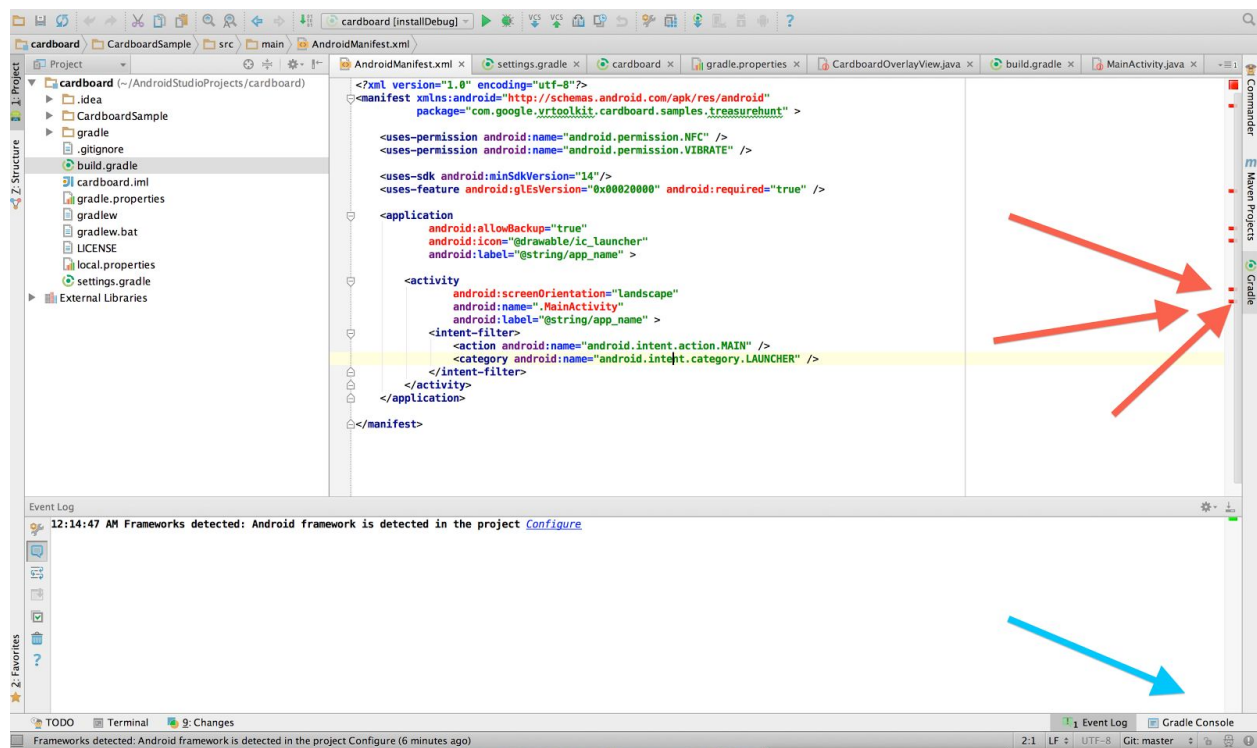 cardboard [installDebug]
?
cardboard CardboardSample src main AndroidManifest.xml
Project
AndroidManifest.xml × settings.gradle × cardboard × gradle.properties × CardboardOverlayView.java × build.gradle × MainActivity.java ×
1: Project
Z: Structure
2: Favorites
cardboard (~/AndroidStudioProjects/cardboard)
.idea
CardboardSample
gradle
.gitignore
build.gradle
cardboard.iml
gradle.properties
gradlew
gradlew.bat
LICENSE
local.properties
settings.gradle
External Libraries
<?xml version="1.0" encoding="utf-8"?>
<manifest xmlns:android="http://schemas.android.com/apk/res/android"
package="com.google.vrtoolkit.cardboard.samples.treasurehunt" >
<uses-permission android:name="android.permission.NFC" />
<uses-permission android:name="android.permission.VIBRATE" />
<uses-sdk android:minSdkVersion="14"/>
<uses-feature android:glEsVersion="0x00020000" android:required="true" />
<application
android:allowBackup="true"
android:icon="@drawable/ic_launcher"
android:label="@string/app_name" >
<activity
android:screenOrientation="landscape"
android:name=".MainActivity"
android:label="@string/app_name" >
<intent-filter>
<action android:name="android.intent.action.MAIN" />
<category android:name="android.intent.category.LAUNCHER" />
</intent-filter>
</activity>
</application>
</manifest>
Commander
m Maven Projects
Gradle
Event Log
12:14:47 AM Frameworks detected: Android framework is detected in the project Configure
?
TODO Terminal 9: Changes
1 Event Log Gradle Console
Frameworks detected: Android framework is detected in the project Configure (6 minutes ago)
2:1 LF UTF-8 Git: master